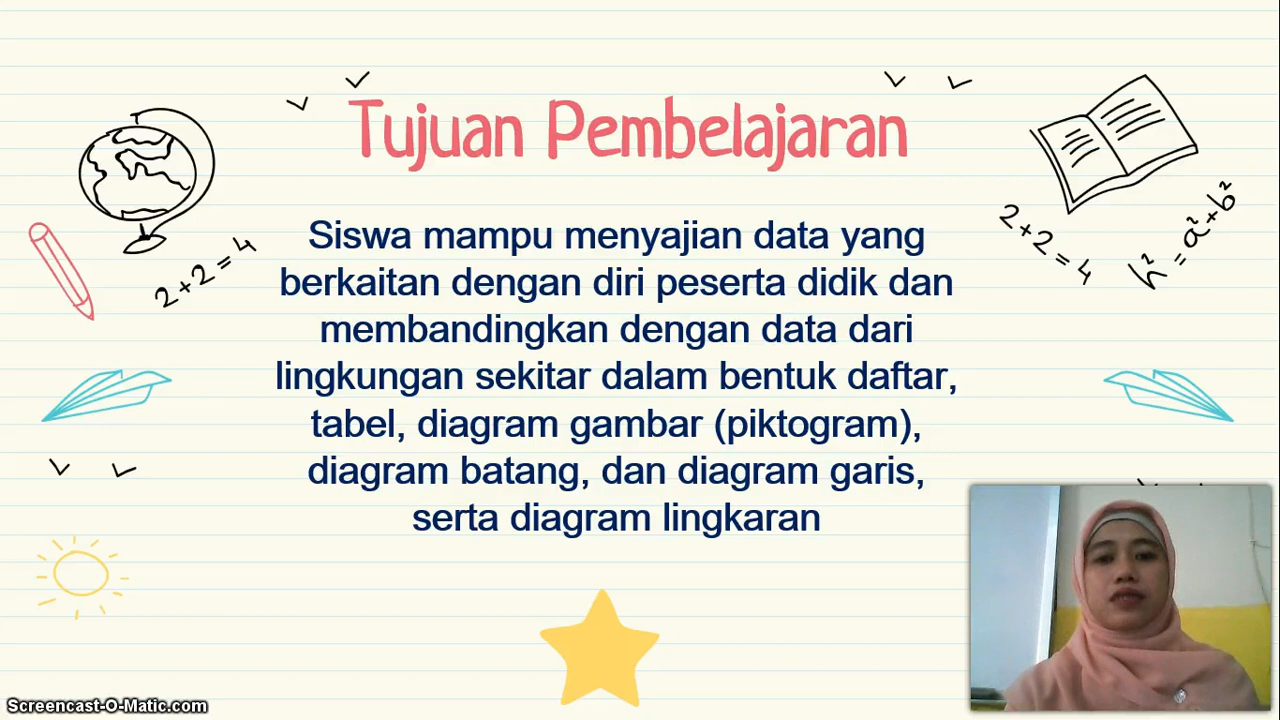 Tujuan Pembelajaran
Siswa mampu menyajian data yang
berkaitan dengan diri peserta didik dan
membandingkan dengan data dari
lingkungan sekitar dalam bentuk daftar,
tabel, diagram gambar (piktogram),
diagram batang, dan diagram garis,
serta diagram lingkaran
2+2=4
2+2=4
h²=a²+b²
Screencast-O-Matic.com